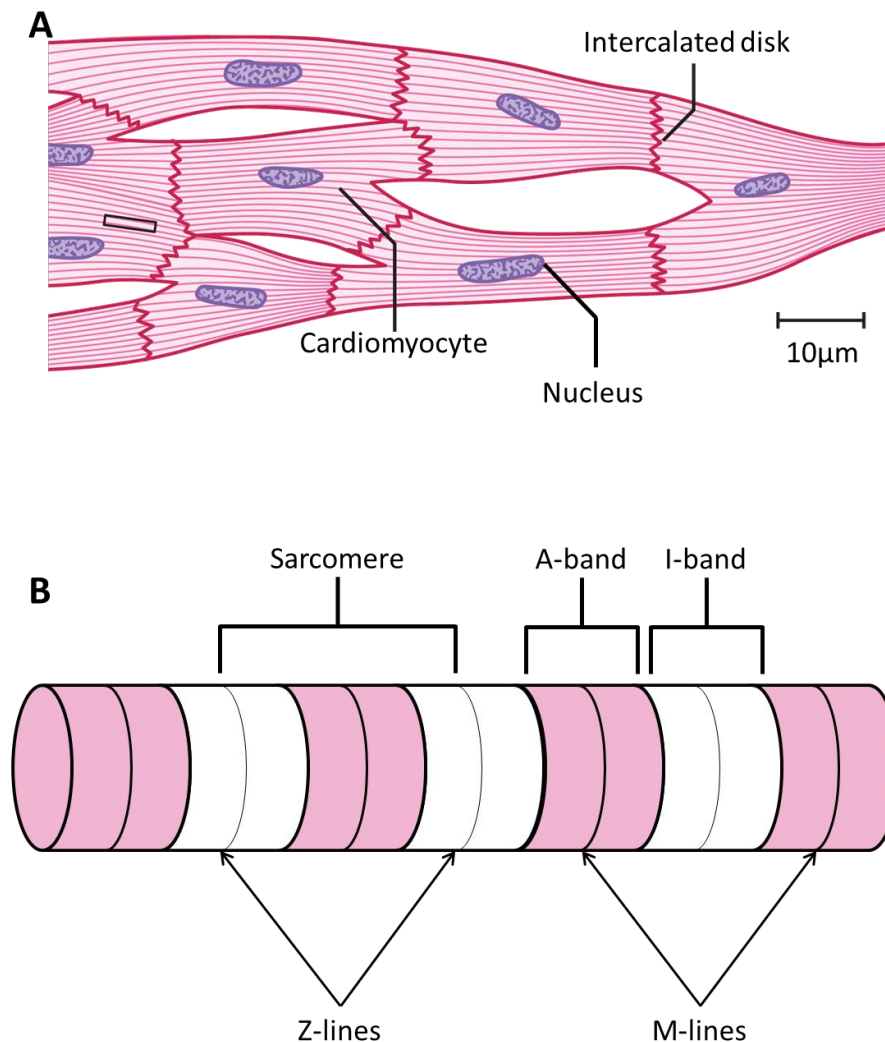 A
Intercalated disk
Cardiomyocyte
10μm
Nucleus
Sarcomere
A-band
I-band
B
Z-lines
M-lines